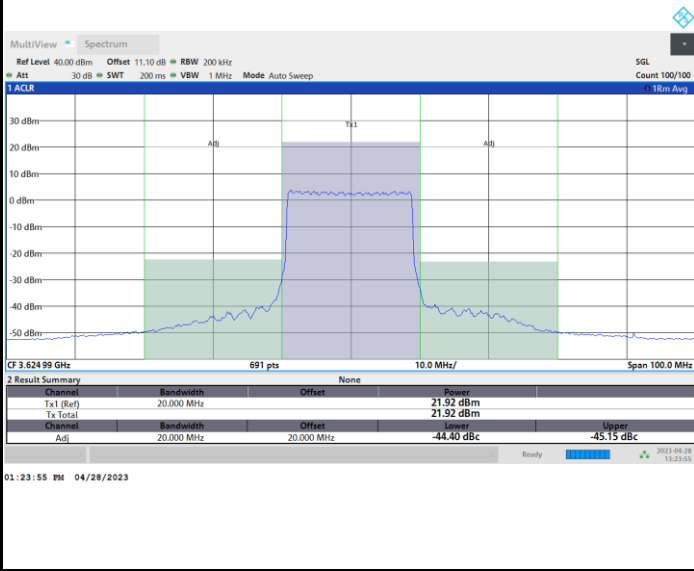 MultiView Spectrum
Ref Level 40.00 dBm Offset 11.10 dB RBW 200 kHz SGL
Att 30 dB SWT 200 ms VBW 1 MHz Mode Auto Sweep Count 100/100
1 ACLR 1Rm Avg
30 dBm
Tx1
20 dBm
Adj Adj
10 dBm
0 dBm
-10 dBm
-20 dBm
-30 dBm
-40 dBm
-50 dBm
CF 3.624 99 GHz 691 pts 10.0 MHz/ Span 100.0 MHz
2 Result Summary None
Channel Bandwidth Offset Power
Tx1 (Ref) 20.000 MHz 21.92 dBm
Tx Total 21.92 dBm
Channel Bandwidth Offset Lower Upper
Adj 20.000 MHz 20.000 MHz -44.40 dBc -45.15 dBc
Ready 2023-04-28
13:23:55
01:23:55 PM 04/28/2023